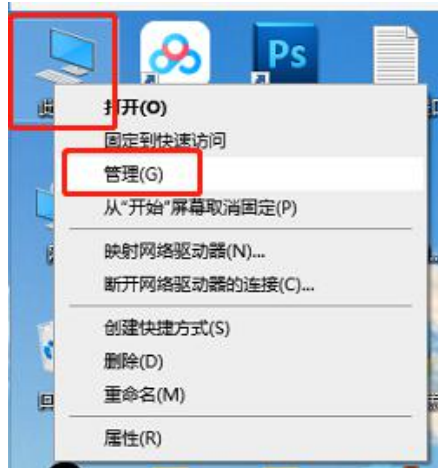 Ps
打开(O)
固定到快速访问
管理(G)
从"开始"屏幕取消固定(P)
映射网络驱动器(N)...
断开网络驱动器的连接(C)...
创建快捷方式(S)
删除(D)
重命名(M)
属性(R)